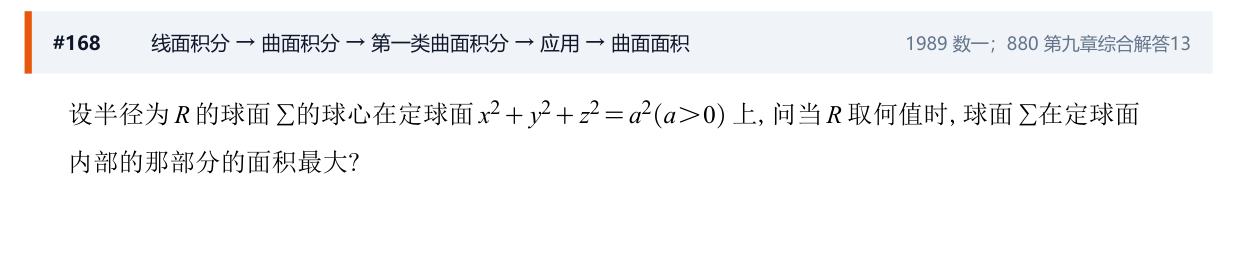 #168 线面积分 → 曲面积分 → 第一类曲面积分 → 应用 → 曲面面积 1989 数一；880 第九章综合解答13
设半径为 R 的球面 ∑的球心在定球面 x²+y²+z²=a²(a>0) 上, 问当 R 取何值时, 球面 ∑在定球面
内部的那部分的面积最大?